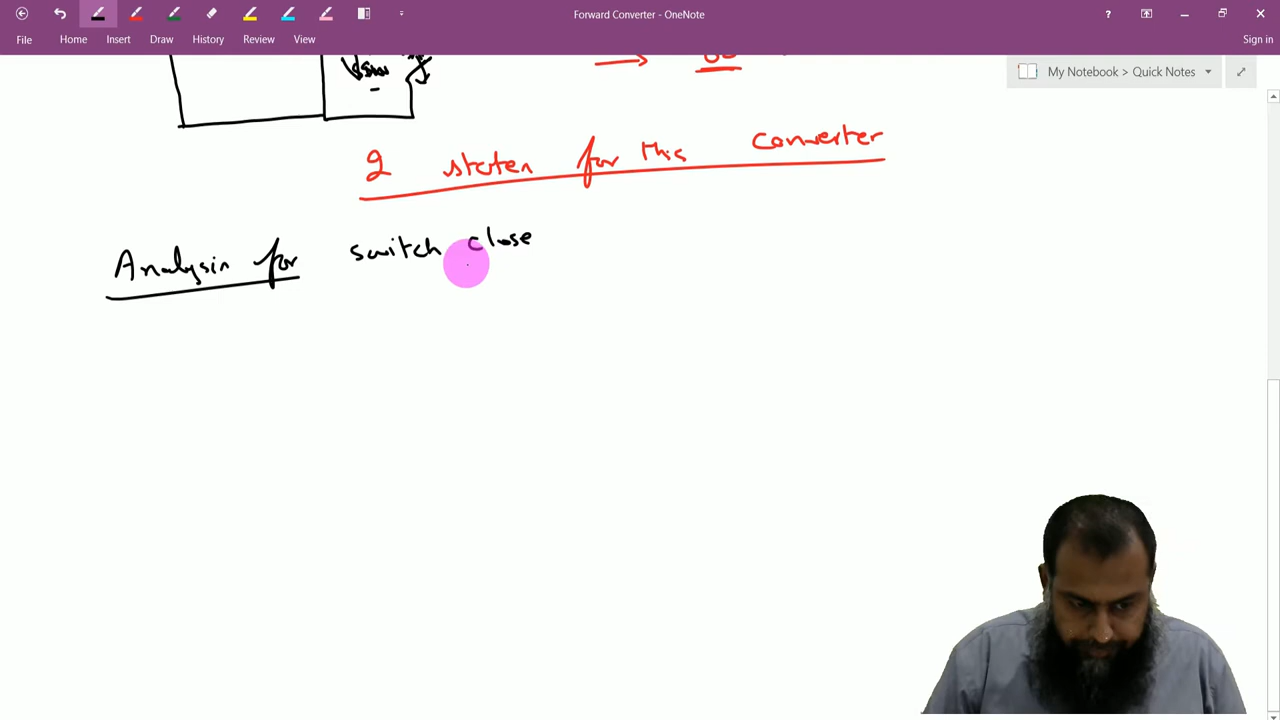 Forward Converter - OneNote
File Home Insert Draw History Review View
Sign in
My Notebook > Quick Notes
2 states for this converter
Analysis for switch close